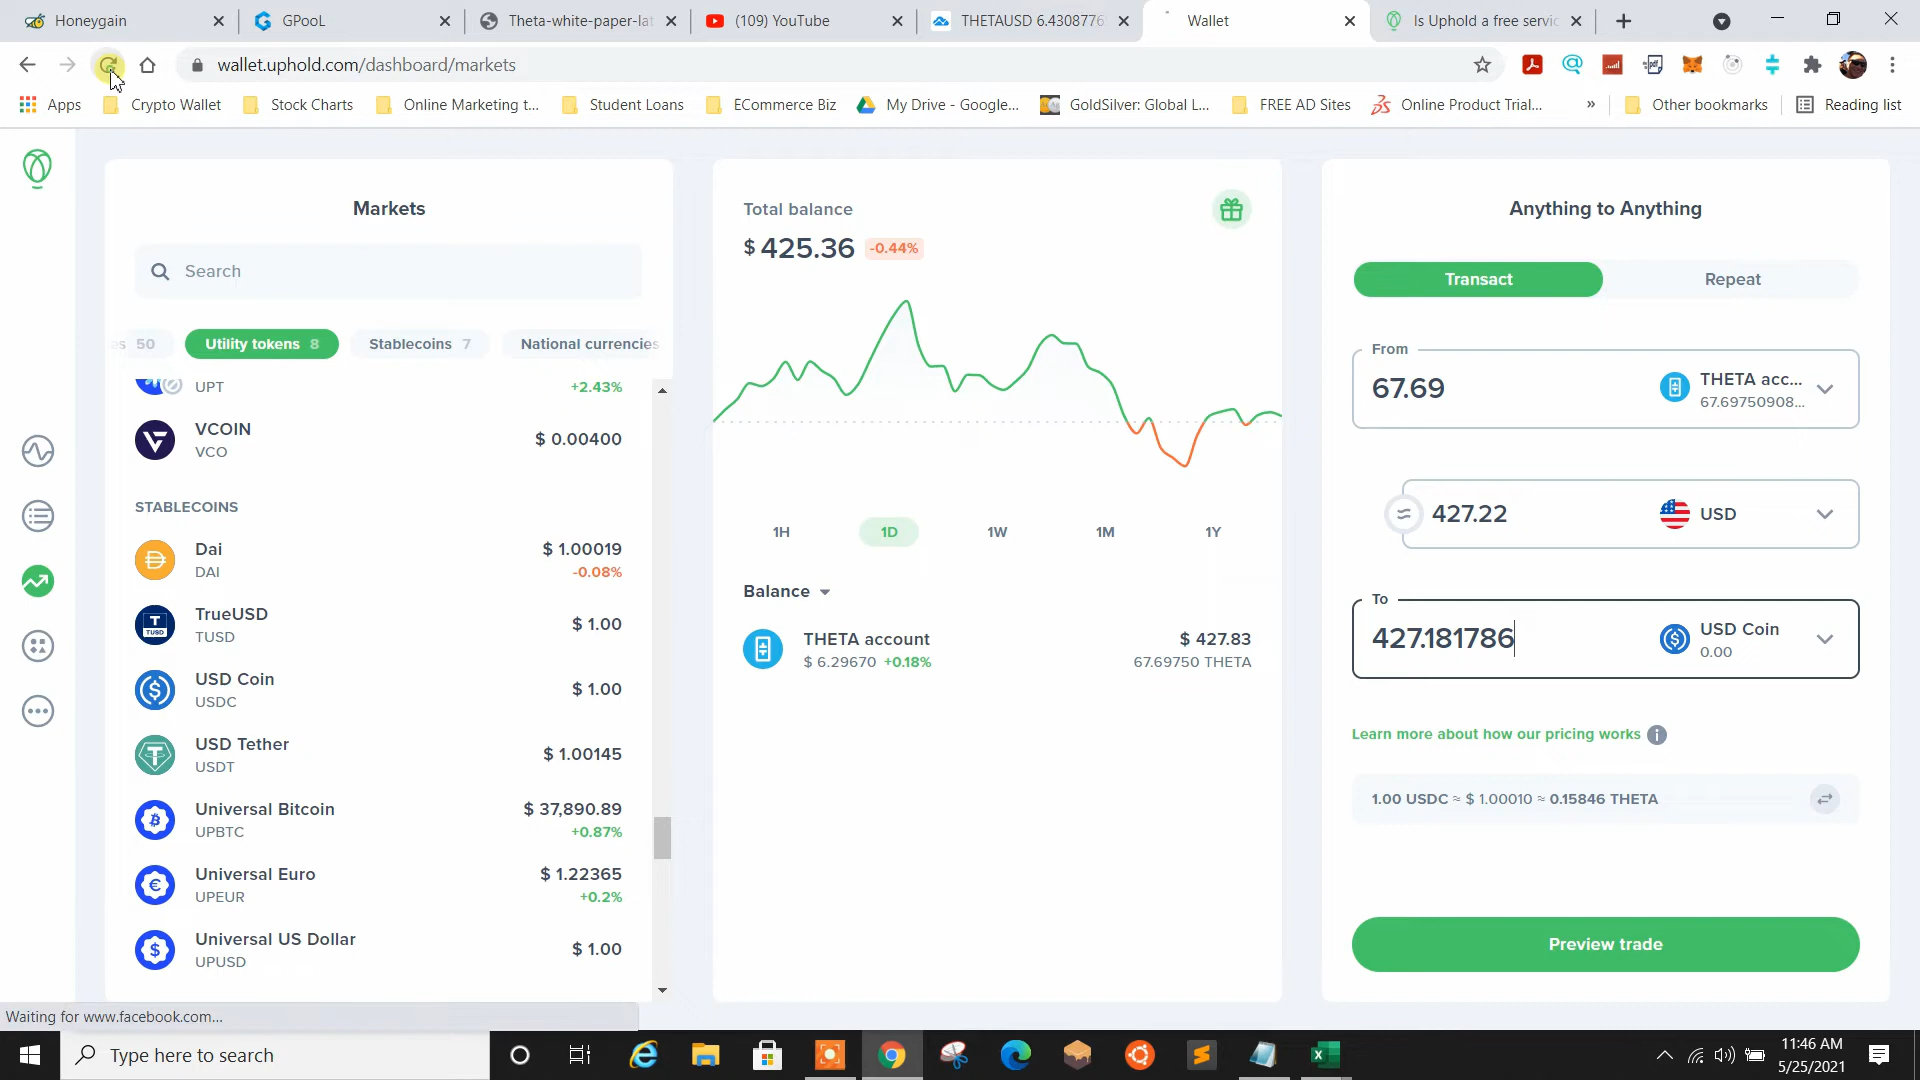 Honeygain
GPooL
Theta-white-paper-lat
(109) YouTube
THETAUSD 6.4308776
Wallet
Is Uphold a free servic
wallet.uphold.com/dashboard/markets
Apps
Crypto Wallet
Stock Charts
Online Marketing t...
Student Loans
ECommerce Biz
My Drive - Google...
GoldSilver: Global L...
FREE AD Sites
Online Product Trial...
»
Other bookmarks
Reading list
Markets
Search
es 50
Utility tokens 8
Stablecoins 7
National currencies
UPT
+2.43%
VCOIN
$ 0.00400
VCO
STABLECOINS
Dai
$ 1.00019
DAI
-0.08%
TrueUSD
$ 1.00
TUSD
USD Coin
$ 1.00
USDC
USD Tether
$ 1.00145
USDT
Universal Bitcoin
$ 37,890.89
UPBTC
+0.87%
Universal Euro
$ 1.22365
UPEUR
+0.2%
Universal US Dollar
$ 1.00
UPUSD
Total balance
$ 425.36 -0.44%
1H
1D
1W
1M
1Y
Balance
THETA account
$ 427.83
$ 6.29670 +0.18%
67.69750 THETA
Anything to Anything
Transact
Repeat
From
67.69
THETA acc...
67.69750908...
427.22
USD
To
427.181786
USD Coin
0.00
Learn more about how our pricing works
1.00 USDC ≈ $ 1.00010 ≈ 0.15846 THETA
Preview trade
Waiting for www.facebook.com...
Type here to search
11:46 AM
5/25/2021